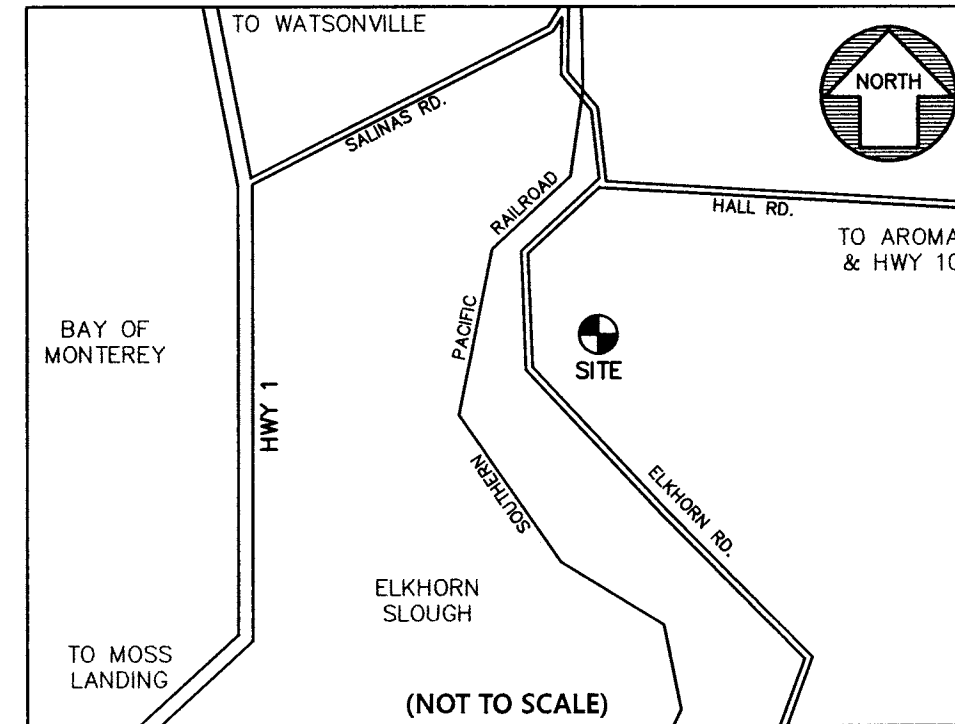 TO WATSONVILLE
SALINAS RD.
NORTH
RAILROAD
HALL RD.
TO
& HWY
PACIFIC
BAY OF
MONTEREY
SITE
HWY 1
SOUTHERN
ELKHORN RD.
ELKHORN
SLOUGH
TO MOSS
LANDING
(NOT TO SCALE)